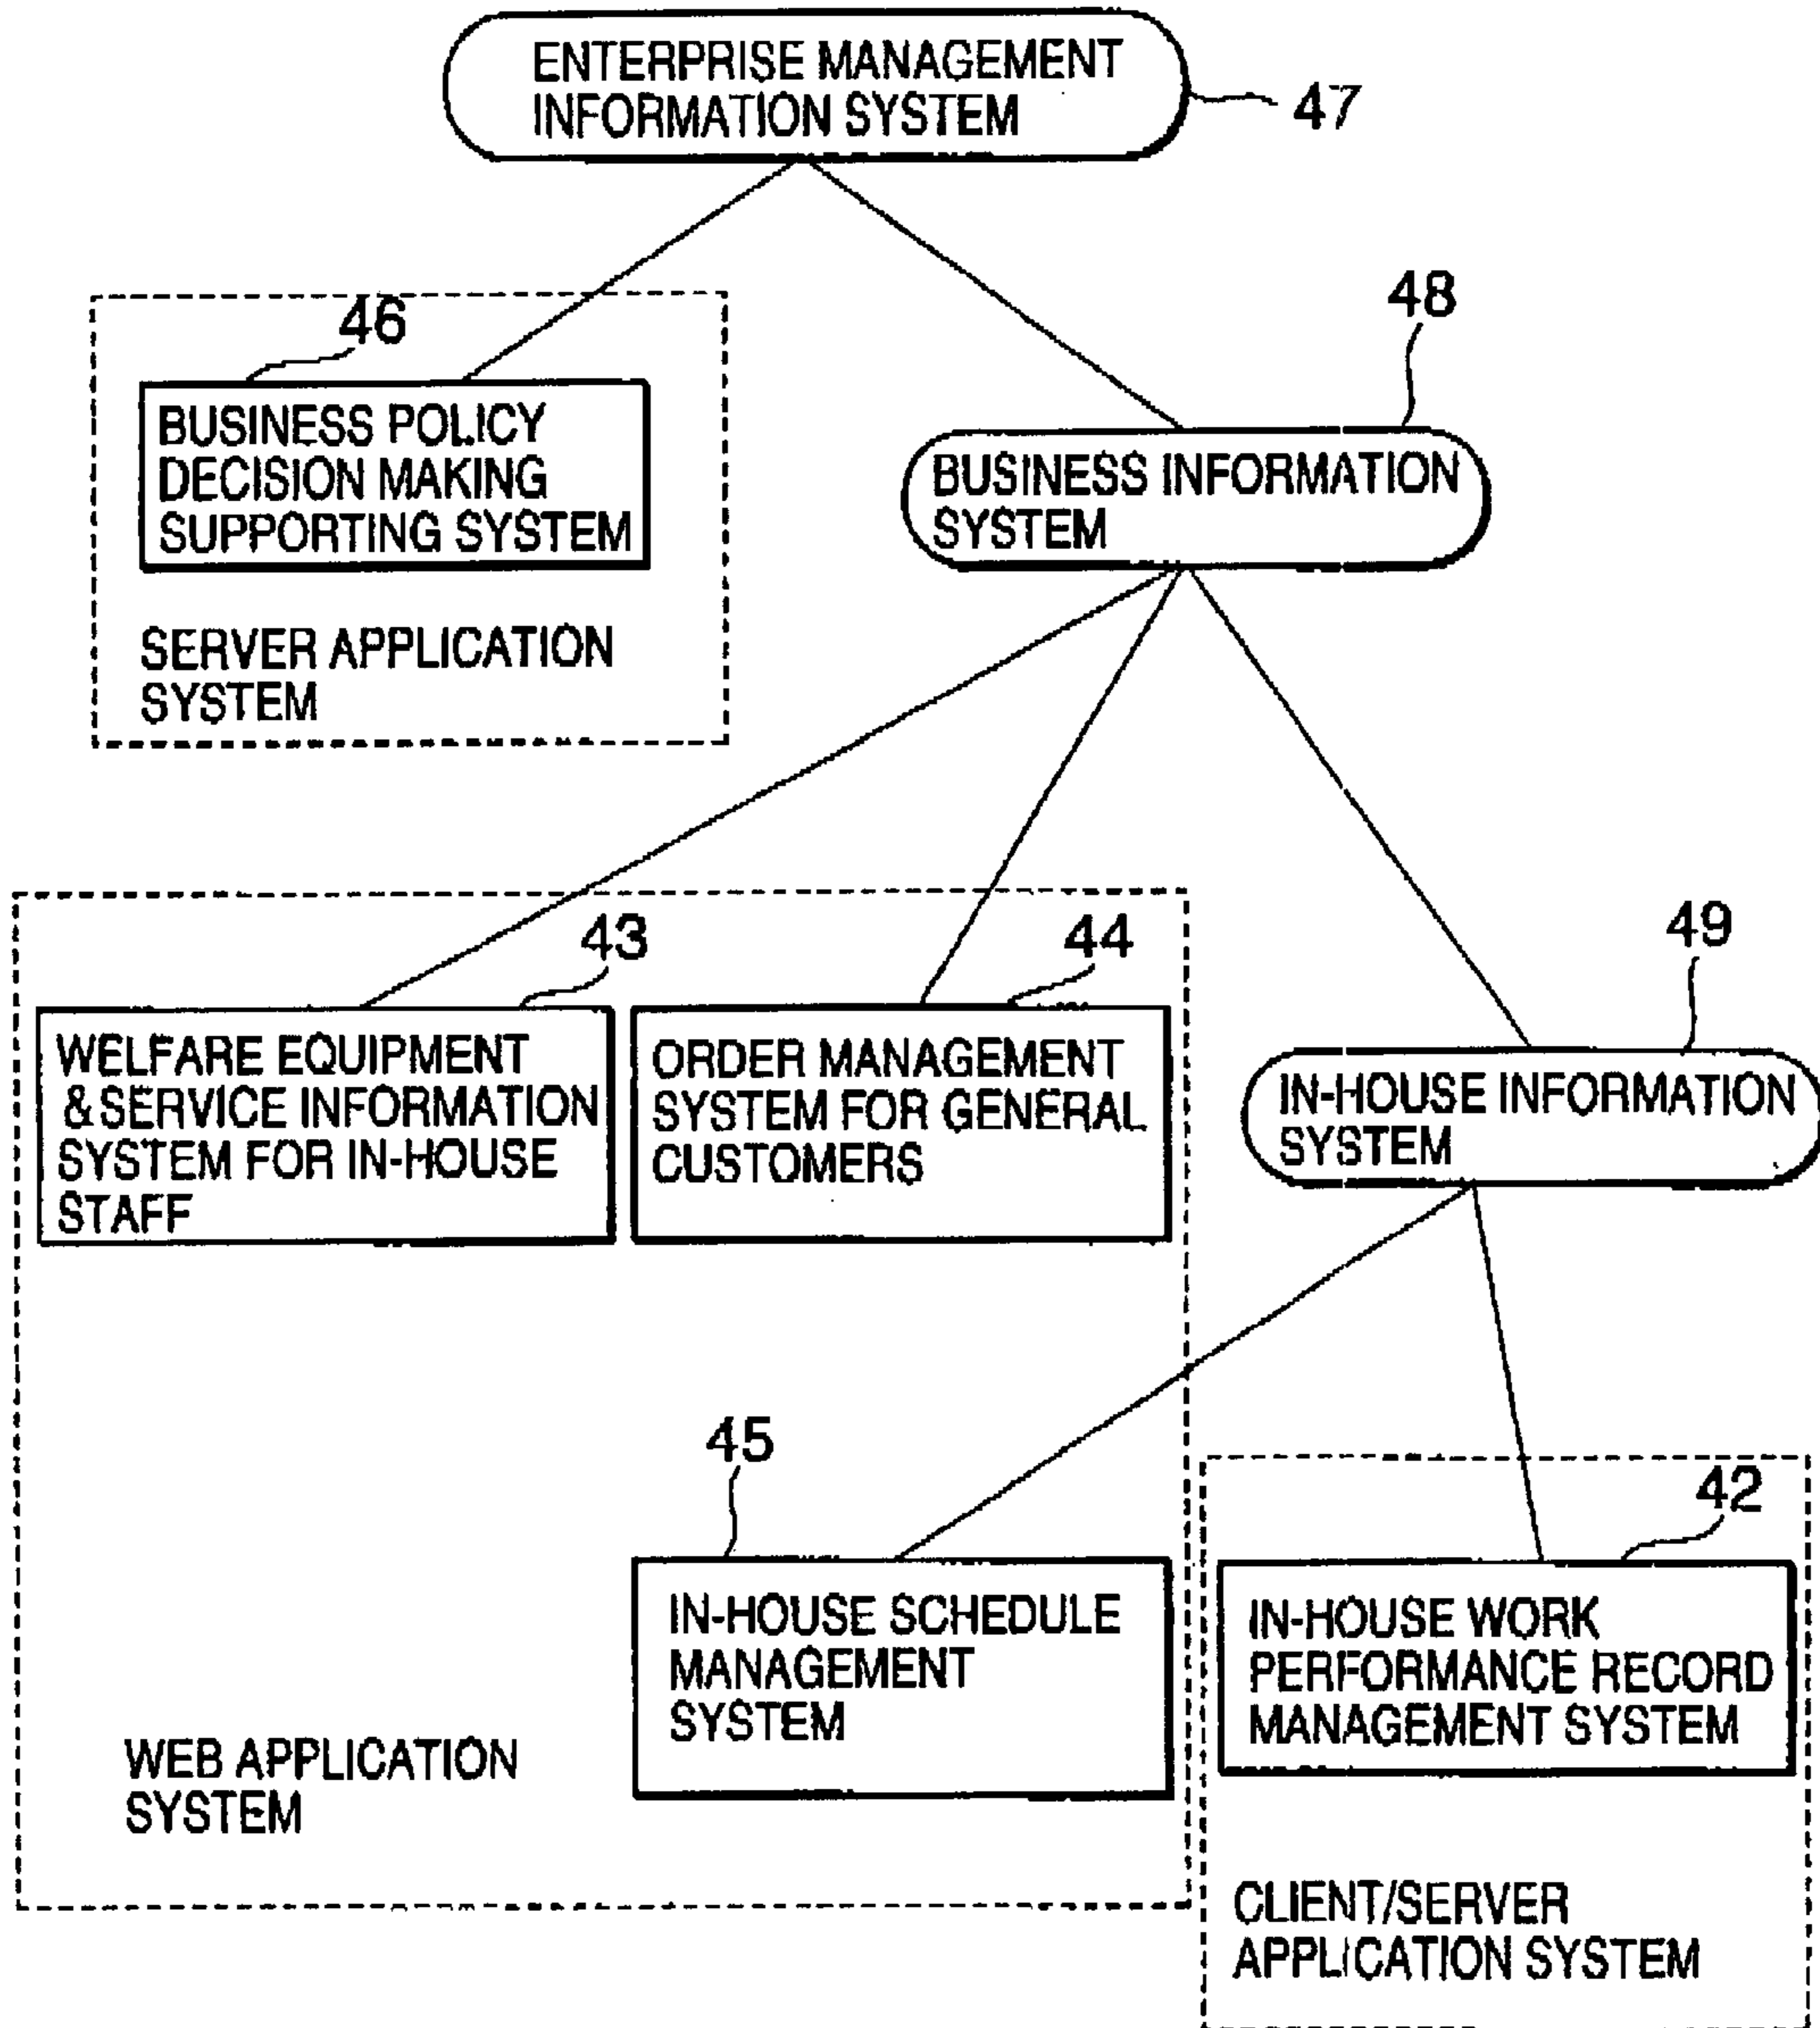 ENTERPRISE MANAGEMENT
INFORMATION SYSTEM
47
46
BUSINESS POLICY
DECISION MAKING
SUPPORTING SYSTEM
SERVER APPLICATION
SYSTEM
48
BUSINESS INFORMATION
SYSTEM
43
WELFARE EQUIPMENT
& SERVICE INFORMATION
SYSTEM FOR IN-HOUSE
STAFF
44
ORDER MANAGEMENT
SYSTEM FOR GENERAL
CUSTOMERS
49
IN-HOUSE INFORMATION
SYSTEM
45
IN-HOUSE SCHEDULE
MANAGEMENT
SYSTEM
WEB APPLICATION
SYSTEM
42
IN-HOUSE WORK
PERFORMANCE RECORD
MANAGEMENT SYSTEM
CLIENT/SERVER
APPLICATION SYSTEM